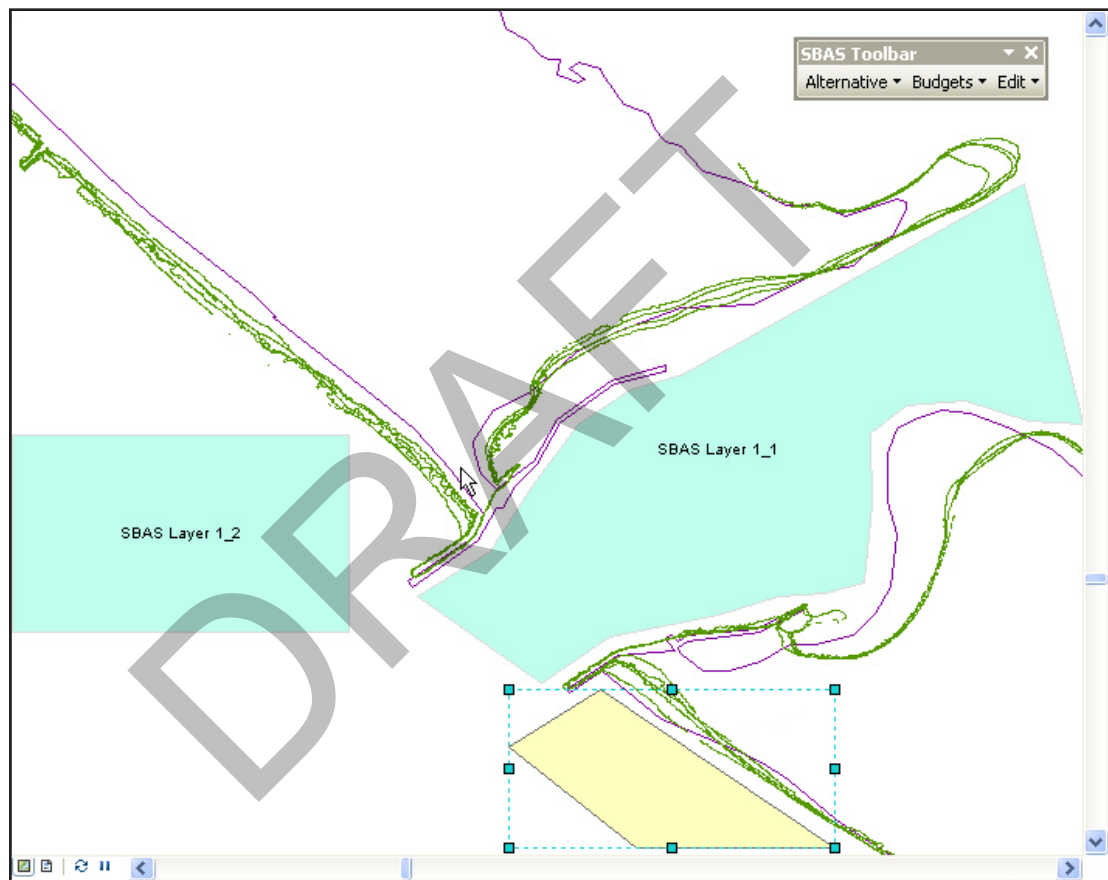 SBAS Toolbar
Alternative Budgets Edit
SBAS Layer 1_1
SBAS Layer 1_2
DRAFT